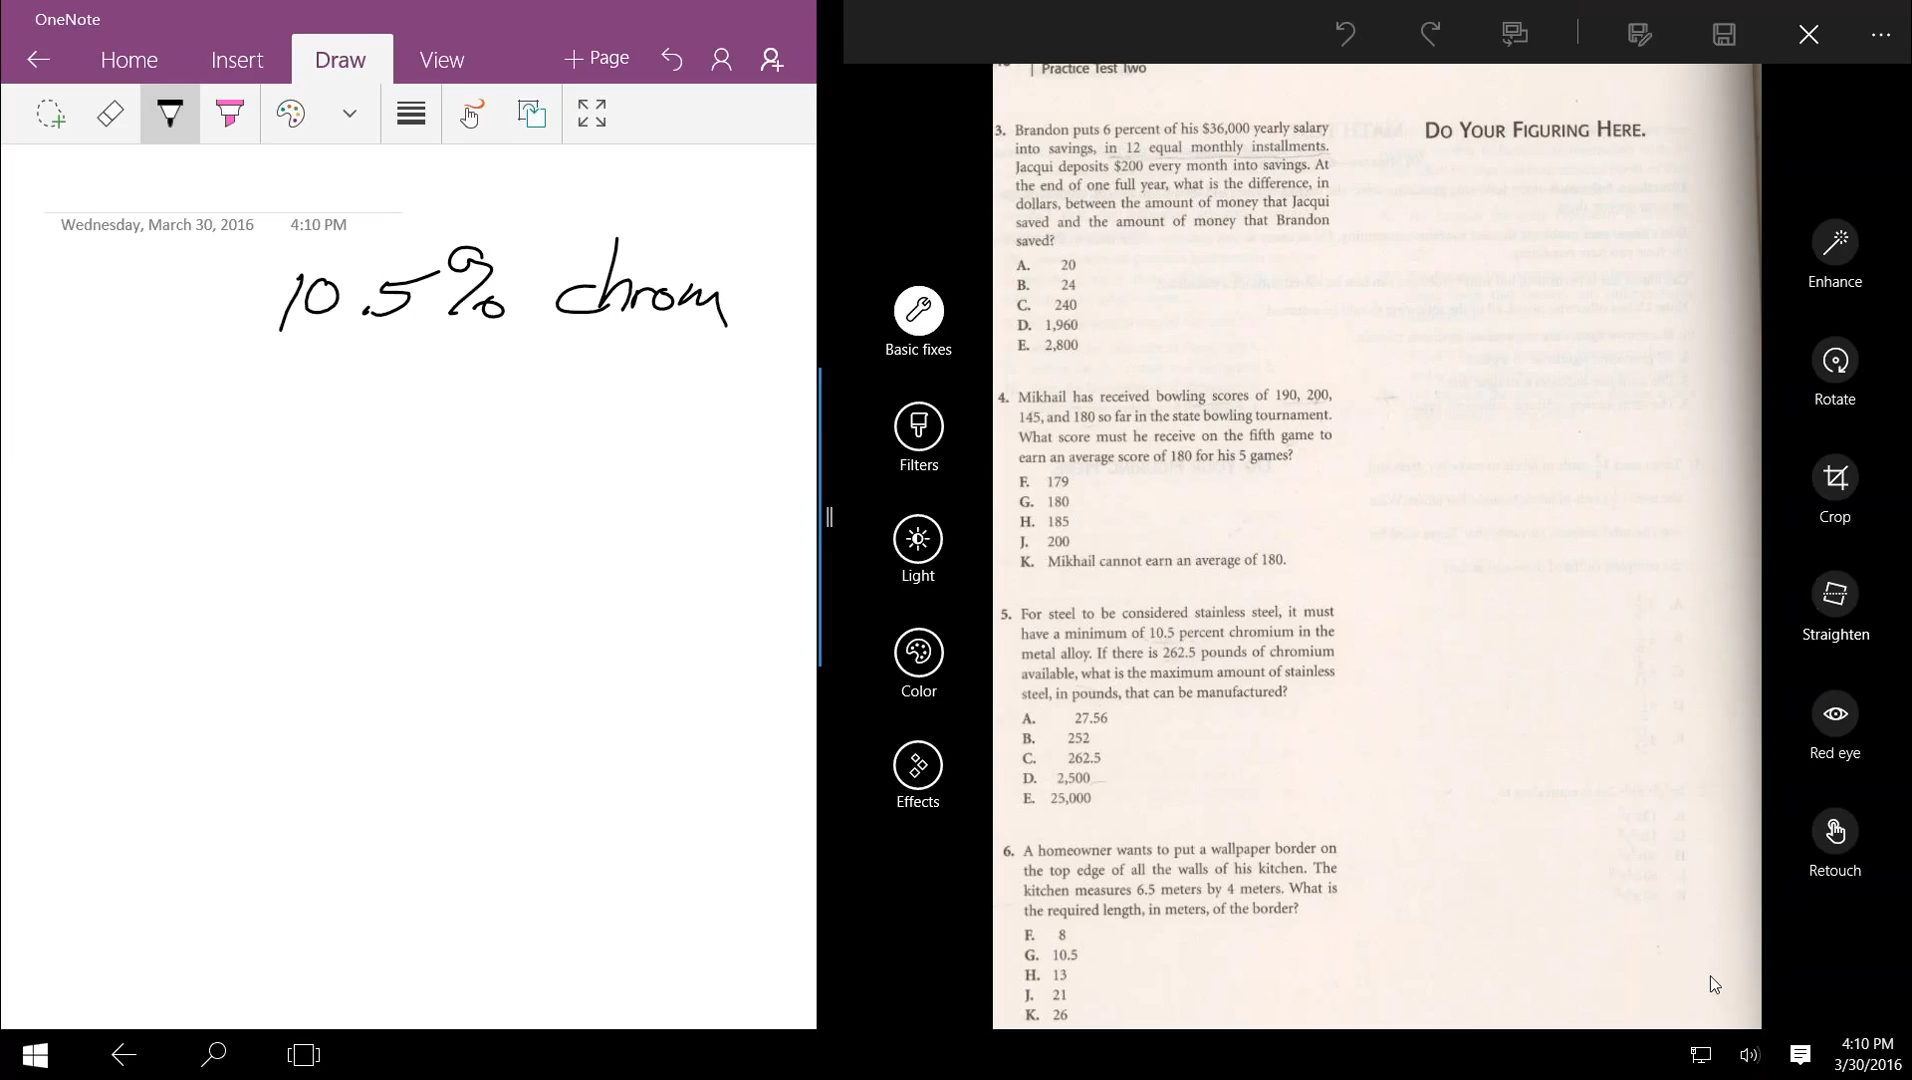 OneNote
Home
Insert
Draw
View
Page
Wednesday, March 30, 2016 4:10 PM
10.5% chrom
Basic fixes
Filters
Light
Color
Effects
Practice Test Two
DO YOUR FIGURING HERE.
3. Brandon puts 6 percent of his $36,000 yearly salary
into savings, in 12 equal monthly installments.
Jacqui deposits $200 every month into savings. At
the end of one full year, what is the difference, in
dollars, between the amount of money that Jacqui
saved and the amount of money that Brandon
saved?
A. 20
B. 24
C. 240
D. 1,960
E. 2,800
4. Mikhail has received bowling scores of 190, 200,
145, and 180 so far in the state bowling tournament.
What score must he receive on the fifth game to
earn an average score of 180 for his 5 games?
F. 179
G. 180
H. 185
J. 200
K. Mikhail cannot earn an average of 180.
5. For steel to be considered stainless steel, it must
have a minimum of 10.5 percent chromium in the
metal alloy. If there is 262.5 pounds of chromium
available, what is the maximum amount of stainless
steel, in pounds, that can be manufactured?
A. 27.56
B. 252
C. 262.5
D. 2,500
E. 25,000
6. A homeowner wants to put a wallpaper border on
the top edge of all the walls of his kitchen. The
kitchen measures 6.5 meters by 4 meters. What is
the required length, in meters, of the border?
F. 8
G. 10.5
H. 13
J. 21
K. 26
Enhance
Rotate
Crop
Straighten
Red eye
Retouch
4:10 PM
3/30/2016